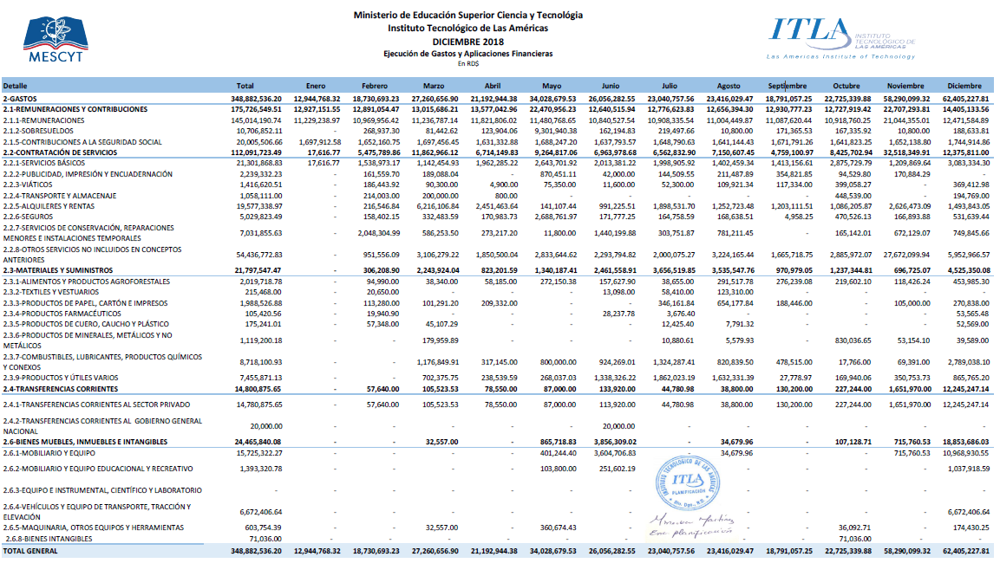 MESCYT
Ministerio de Educación Superior Ciencia y Tecnológia
Instituto Tecnológico de Las Américas
DICIEMBRE 2018
Ejecución de Gastos y Aplicaciones Financieras
En RD$
ITLA INSTITUTO TECNOLÓGICO DE LAS AMÉRICAS
Las Americas Institute of Technology
Detalle Total Enero Febrero Marzo Abril Mayo Junio Julio Agosto Septiembre Octubre Noviembre Diciembre
2-GASTOS 348,882,536.20 12,944,768.32 18,730,693.23 27,260,656.90 21,192,944.38 34,028,679.53 26,056,282.55 23,040,757.56 23,416,029.47 18,791,057.25 22,725,339.88 58,290,099.32 62,405,227.81
2.1-REMUNERACIONES Y CONTRIBUCIONES 175,726,549.51 12,927,151.55 12,891,054.47 13,015,686.21 13,577,042.96 22,470,956.23 12,640,515.94 12,776,623.83 12,656,394.30 12,930,777.23 12,727,919.42 22,707,293.81 14,405,133.56
2.1.1-REMUNERACIONES 145,014,190.74 11,229,238.97 10,969,956.42 11,236,787.14 11,821,806.02 11,480,768.65 10,840,527.54 10,908,335.54 11,004,449.87 11,087,620.44 10,918,760.25 21,044,355.01 12,471,584.89
2.1.2-SOBRESUELDOS 10,706,852.11 - 268,937.30 81,442.62 123,904.06 9,301,940.38 162,194.83 219,497.66 10,800.00 171,365.53 167,335.92 10,800.00 188,633.81
2.1.5-CONTRIBUCIONES A LA SEGURIDAD SOCIAL 20,005,506.66 1,697,912.58 1,652,160.75 1,697,456.45 1,631,332.88 1,688,247.20 1,637,793.57 1,648,790.63 1,641,144.43 1,671,791.26 1,641,823.25 1,652,138.80 1,744,914.86
2.2-CONTRATACIÓN DE SERVICIOS 112,091,723.49 17,616.77 5,475,789.86 11,862,966.12 6,714,149.83 9,264,817.06 6,963,978.68 6,562,832.90 7,150,607.45 4,759,100.97 8,425,702.94 32,518,349.91 12,375,811.00
2.2.1-SERVICIOS BÁSICOS 21,301,868.83 17,616.77 1,538,973.17 1,142,454.93 1,962,285.22 2,643,701.92 2,013,381.22 1,998,905.92 1,402,459.34 1,413,156.61 2,875,729.79 1,209,869.64 3,083,334.30
2.2.2-PUBLICIDAD, IMPRESIÓN Y ENCUADERNACIÓN 2,239,332.23 - 161,559.70 189,088.04 - 870,451.11 42,000.00 144,509.55 211,487.89 354,821.85 94,529.80 170,884.29 -
2.2.3-VIÁTICOS 1,416,620.51 - 186,443.92 90,300.00 4,900.00 75,350.00 11,600.00 52,300.00 109,921.34 117,334.00 399,058.27 - 369,412.98
2.2.4-TRANSPORTE Y ALMACENAJE 1,058,111.00 - 214,003.00 200,000.00 800.00 - - - - - 448,539.00 - 194,769.00
2.2.5-ALQUILERES Y RENTAS 19,577,338.97 - 216,546.84 6,216,106.84 2,451,463.64 141,107.44 991,225.51 1,898,531.70 1,252,723.48 1,203,111.51 1,086,205.87 2,626,473.09 1,493,843.05
2.2.6-SEGUROS 5,029,823.49 - 158,402.15 332,483.59 170,983.73 2,688,761.97 171,777.25 164,758.59 168,638.51 4,958.25 470,526.13 166,893.88 531,639.44
2.2.7-SERVICIOS DE CONSERVACIÓN, REPARACIONES
MENORES E INSTALACIONES TEMPORALES 7,031,855.63 - 2,048,304.99 586,253.50 273,217.20 11,800.00 1,440,199.88 303,751.87 781,211.45 - 165,142.01 672,129.07 749,845.66
2.2.8-OTROS SERVICIOS NO INCLUIDOS EN CONCEPTOS
ANTERIORES 54,436,772.83 - 951,556.09 3,106,279.22 1,850,500.04 2,833,644.62 2,293,794.82 2,000,075.27 3,224,165.44 1,665,718.75 2,885,972.07 27,672,099.94 5,952,966.57
2.3-MATERIALES Y SUMINISTROS 21,797,547.47 - 306,208.90 2,243,924.04 823,201.59 1,340,187.41 2,461,558.91 3,656,519.85 3,535,547.76 970,979.05 1,237,344.81 696,725.07 4,525,350.08
2.3.1-ALIMENTOS Y PRODUCTOS AGROFORESTALES 2,019,718.78 - 94,990.00 38,340.00 58,185.00 272,150.38 157,627.90 38,655.00 291,517.78 276,239.08 219,602.10 118,426.24 453,985.30
2.3.2-TEXTILES Y VESTUARIOS 215,468.00 - 20,650.00 - - - 13,098.00 58,410.00 123,310.00 - - - -
2.3.3-PRODUCTOS DE PAPEL, CARTÓN E IMPRESOS 1,988,526.88 - 113,280.00 101,291.20 209,332.00 - - 346,161.84 654,177.84 188,446.00 - 105,000.00 270,838.00
2.3.4-PRODUCTOS FARMACÉUTICOS 105,420.56 - 19,940.90 - - - 28,237.78 3,676.40 - - - - 53,565.48
2.3.5-PRODUCTOS DE CUERO, CAUCHO Y PLÁSTICO 175,241.01 - 57,348.00 45,107.29 - - - 12,425.40 7,791.32 - - - 52,569.00
2.3.6-PRODUCTOS DE MINERALES, METÁLICOS Y NO
METÁLICOS 1,119,200.18 - - 179,959.89 - - - 10,880.61 5,579.93 - 830,036.65 53,154.10 39,589.00
2.3.7-COMBUSTIBLES, LUBRICANTES, PRODUCTOS QUÍMICOS
Y CONEXOS 8,718,100.93 - - 1,176,849.91 317,145.00 800,000.00 924,269.01 1,324,287.41 820,839.50 478,515.00 17,766.00 69,391.00 2,789,038.10
2.3.9-PRODUCTOS Y ÚTILES VARIOS 7,455,871.13 - - 702,375.75 238,539.59 268,037.03 1,338,326.22 1,862,023.19 1,632,331.39 27,778.97 169,940.06 350,753.73 865,765.20
2.4-TRANSFERENCIAS CORRIENTES 14,800,875.65 - 57,640.00 105,523.53 78,550.00 87,000.00 133,920.00 44,780.98 38,800.00 130,200.00 227,244.00 1,651,970.00 12,245,247.14
2.4.1-TRANSFERENCIAS CORRIENTES AL SECTOR PRIVADO 14,780,875.65 - 57,640.00 105,523.53 78,550.00 87,000.00 113,920.00 44,780.98 38,800.00 130,200.00 227,244.00 1,651,970.00 12,245,247.14
2.4.2-TRANSFERENCIAS CORRIENTES AL GOBIERNO GENERAL
NACIONAL 20,000.00 - - - - - 20,000.00 - - - - - -
2.6-BIENES MUEBLES, INMUEBLES E INTANGIBLES 24,465,840.08 - - 32,557.00 - 865,718.83 3,856,309.02 - 34,679.96 - 107,128.71 715,760.53 18,853,686.03
2.6.1-MOBILIARIO Y EQUIPO 15,725,322.27 - - - - 401,244.40 3,604,706.83 - 34,679.96 - - 715,760.53 10,968,930.55
2.6.2-MOBILIARIO Y EQUIPO EDUCACIONAL Y RECREATIVO 1,393,320.78 - - - - 103,800.00 251,602.19 - - - - 1,037,918.59
2.6.3-EQUIPO E INSTRUMENTAL, CIENTÍFICO Y LABORATORIO - - - - - - - - - - - -
2.6.4-VEHÍCULOS Y EQUIPO DE TRANSPORTE, TRACCIÓN Y
ELEVACIÓN 6,672,406.64 - - - - - - - - - - 6,672,406.64
2.6.5-MAQUINARIA, OTROS EQUIPOS Y HERRAMIENTAS 603,754.39 - - 32,557.00 - 360,674.43 - - - 36,092.71 - 174,430.25
2.6.8-BIENES INTANGIBLES 71,036.00 - - - - - - - - 71,036.00 - -
INSTITUTO TECNOLOGICO DE LAS AMERICAS
ITLA
PLANIFICACIÓN
Sto. Dgo., R.D.
TOTAL GENERAL 348,882,536.20 12,944,768.32 18,730,693.23 27,260,656.90 21,192,944.38 34,028,679.53 26,056,282.55 23,040,757.56 23,416,029.47 18,791,057.25 22,725,339.88 58,290,099.32 62,405,227.81